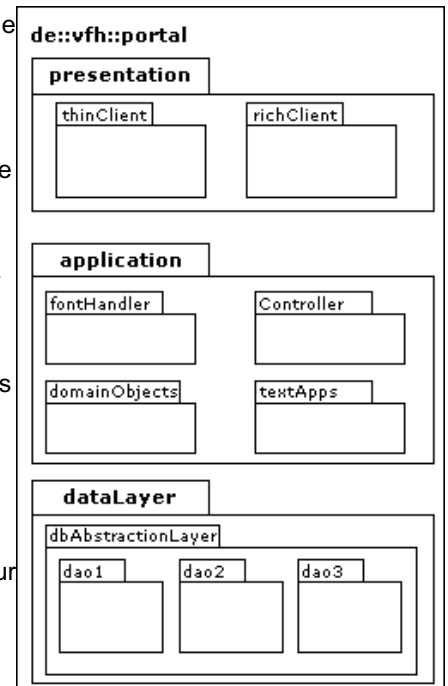 de::vfh::portal
presentation
thinClient
richClient
application
fontHandler
Controller
domainObjects
textApps
dataLayer
dbAbstractionLayer
dao1
dao2
dao3